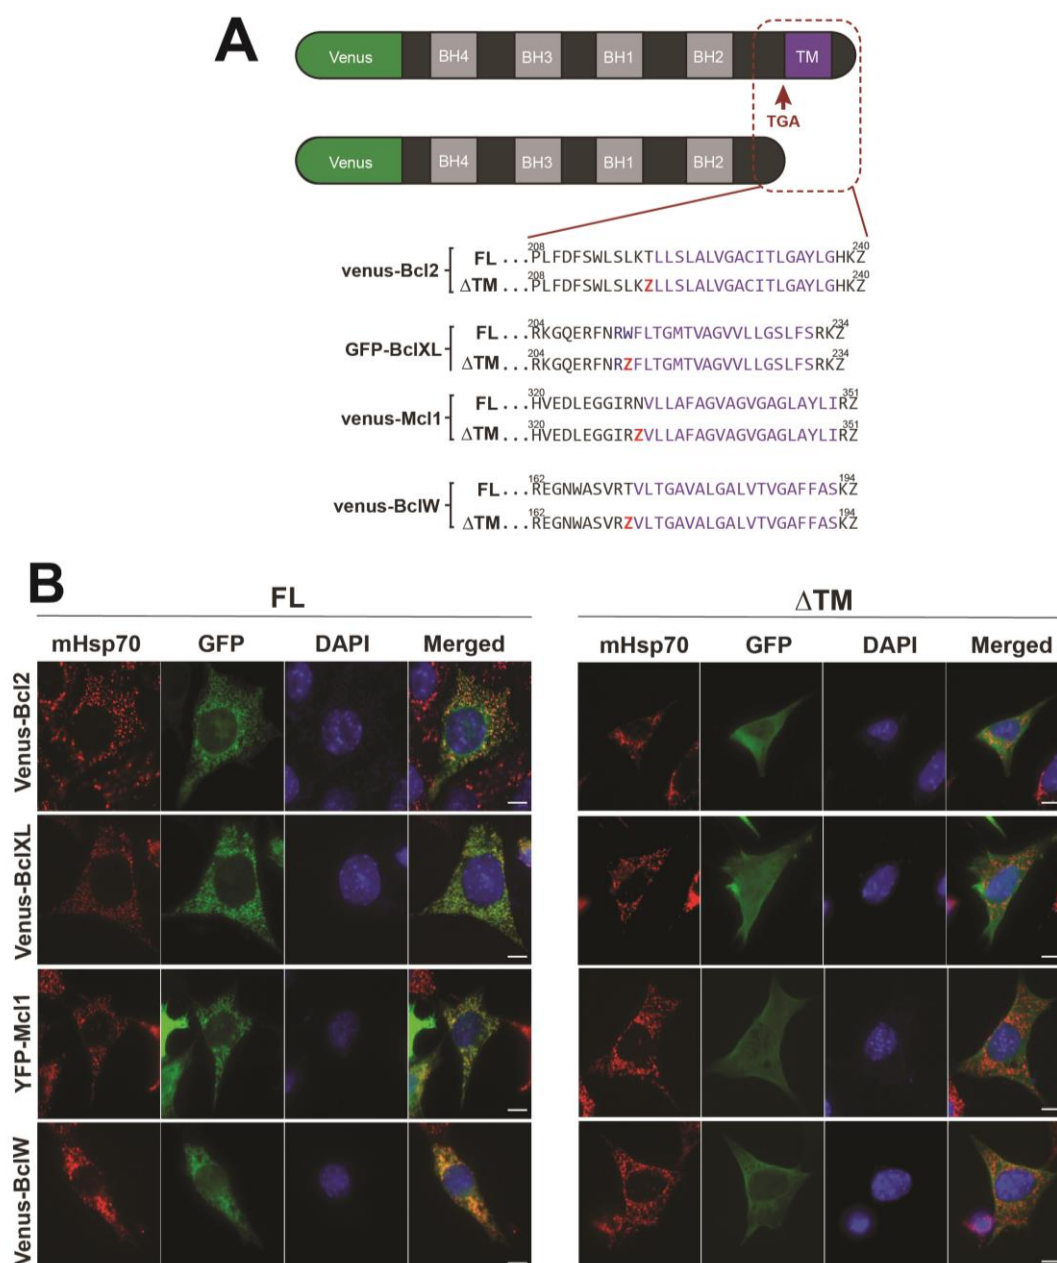 A
Venus BH4 BH3 BH1 BH2 TM
TGA
Venus BH4 BH3 BH1 BH2
208 240
venus-Bcl2 FL ...PLFDFSWLSLKTLLSLALVGACITLGAYLGHKZ
208 240
ΔTM ...PLFDFSWLSLKZLLSLALVGACITLGAYLGHKZ
204 234
GFP-BclXL FL ...RKGQERFNRWFLTGMTVAGVVLLGSLFSRKZ
204 234
ΔTM ...RKGQERFNRZFLTGMTVAGVVLLGSLFSRKZ
320 351
venus-Mcl1 FL ...HVEDLEGGIRNVLLAFAGVAGVGAGLAYLIRZ
320 351
ΔTM ...HVEDLEGGIRZVLLAFAGVAGVGAGLAYLIRZ
162 194
venus-BclW FL ...REGNWASVRTVLTGAVALGALVTVGAFFASKZ
162 194
ΔTM ...REGNWASVRZVLTGAVALGALVTVGAFFASKZ
B
FL ΔTM
mHsp70 GFP DAPI Merged mHsp70 GFP DAPI Merged
Venus-Bcl2
Venus-BclXL
YFP-Mcl1
Venus-BclW